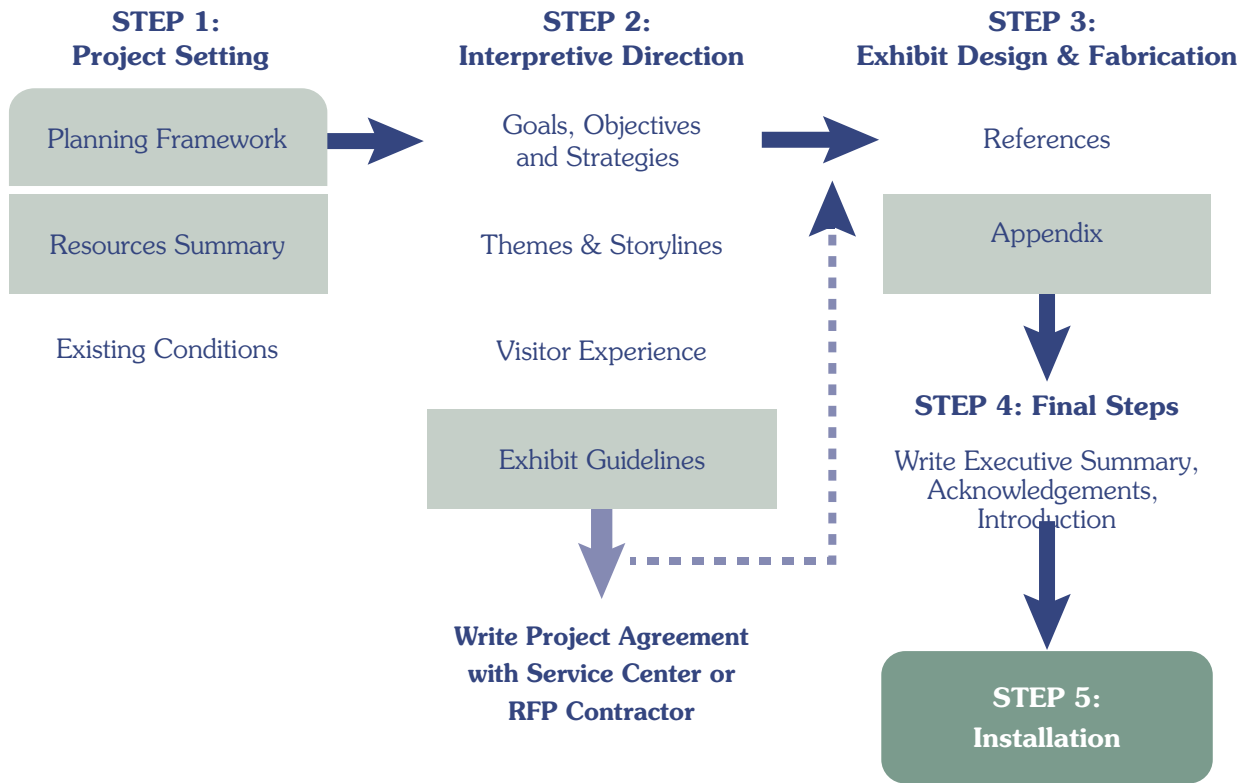 STEP 1:
Project Setting
Planning Framework
Resources Summary
Existing Conditions
STEP 2:
Interpretive Direction
Goals, Objectives
and Strategies
Themes & Storylines
Visitor Experience
Exhibit Guidelines
Write Project Agreement
with Service Center or
RFP Contractor
STEP 3:
Exhibit Design & Fabrication
References
Appendix
STEP 4: Final Steps
Write Executive Summary,
Acknowledgements,
Introduction
STEP 5:
Installation